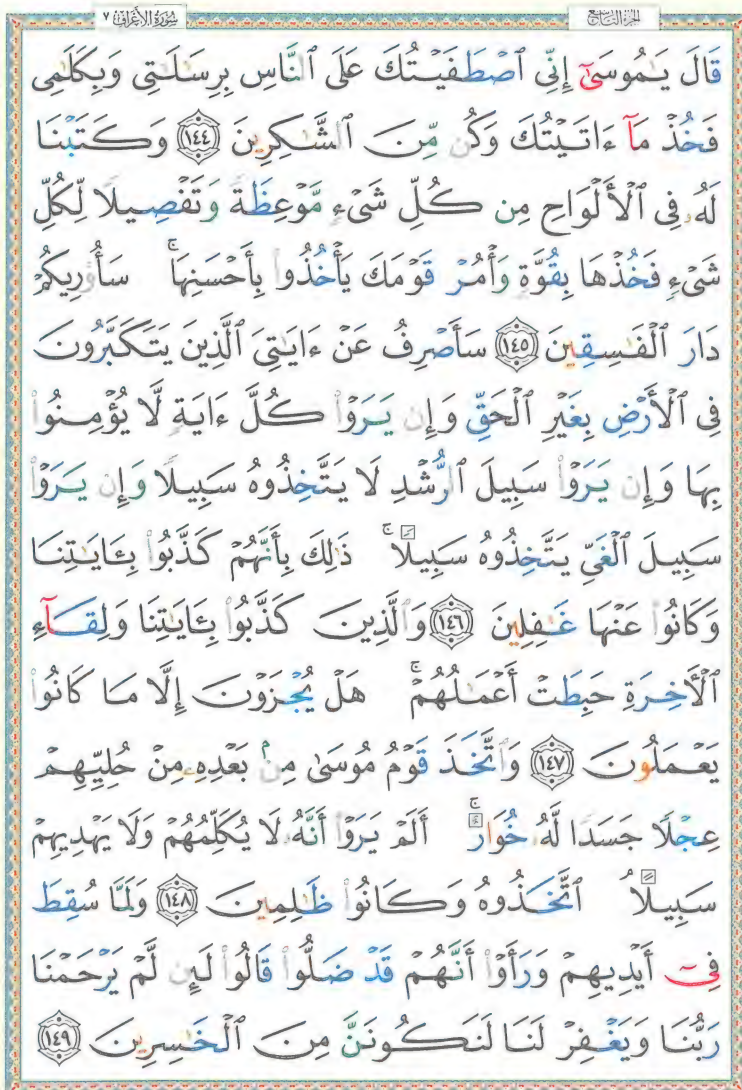 سُورَةُ الأَعْرَافِ ٧
الجزء التاسع
قَالَ يَـٰمُوسَىٰٓ إِنِّى ٱصْطَفَيْتُكَ عَلَى ٱلنَّاسِ بِرِسَـٰلَـٰتِى وَبِكَلَـٰمِى
فَخُذْ مَآ ءَاتَيْتُكَ وَكُن مِّنَ ٱلشَّـٰكِرِينَ ١٤٤ وَكَتَبْنَا
لَهُۥ فِى ٱلْأَلْوَاحِ مِن كُلِّ شَىْءٍ مَّوْعِظَةً وَتَفْصِيلًا لِّكُلِّ
شَىْءٍ فَخُذْهَا بِقُوَّةٍ وَأْمُرْ قَوْمَكَ يَأْخُذُوا۟ بِأَحْسَنِهَا ۚ سَأُو۟رِيكُمْ
دَارَ ٱلْفَـٰسِقِينَ ١٤٥ سَأَصْرِفُ عَنْ ءَايَـٰتِىَ ٱلَّذِينَ يَتَكَبَّرُونَ
فِى ٱلْأَرْضِ بِغَيْرِ ٱلْحَقِّ وَإِن يَرَوْا۟ كُلَّ ءَايَةٍ لَّا يُؤْمِنُوا۟
بِهَا وَإِن يَرَوْا۟ سَبِيلَ ٱلرُّشْدِ لَا يَتَّخِذُوهُ سَبِيلًا وَإِن يَرَوْا۟
سَبِيلَ ٱلْغَىِّ يَتَّخِذُوهُ سَبِيلًا ۚ ذَٰلِكَ بِأَنَّهُمْ كَذَّبُوا۟ بِـَٔايَـٰتِنَا
وَكَانُوا۟ عَنْهَا غَـٰفِلِينَ ١٤٦ وَٱلَّذِينَ كَذَّبُوا۟ بِـَٔايَـٰتِنَا وَلِقَآءِ
ٱلْأَخِرَةِ حَبِطَتْ أَعْمَـٰلُهُمْ ۚ هَلْ يُجْزَوْنَ إِلَّا مَا كَانُوا۟
يَعْمَلُونَ ١٤٧ وَٱتَّخَذَ قَوْمُ مُوسَىٰ مِنۢ بَعْدِهِۦ مِنْ حُلِيِّهِمْ
عِجْلًا جَسَدًا لَّهُۥ خُوَارٌ ۚ أَلَمْ يَرَوْا۟ أَنَّهُۥ لَا يُكَلِّمُهُمْ وَلَا يَهْدِيهِمْ
سَبِيلًا ۘ ٱتَّخَذُوهُ وَكَانُوا۟ ظَـٰلِمِينَ ١٤٨ وَلَمَّا سُقِطَ
فِىٓ أَيْدِيهِمْ وَرَأَوْا۟ أَنَّهُمْ قَدْ ضَلُّوا۟ قَالُوا۟ لَئِن لَّمْ يَرْحَمْنَا
رَبُّنَا وَيَغْفِرْ لَنَا لَنَكُونَنَّ مِنَ ٱلْخَـٰسِرِينَ ١٤٩